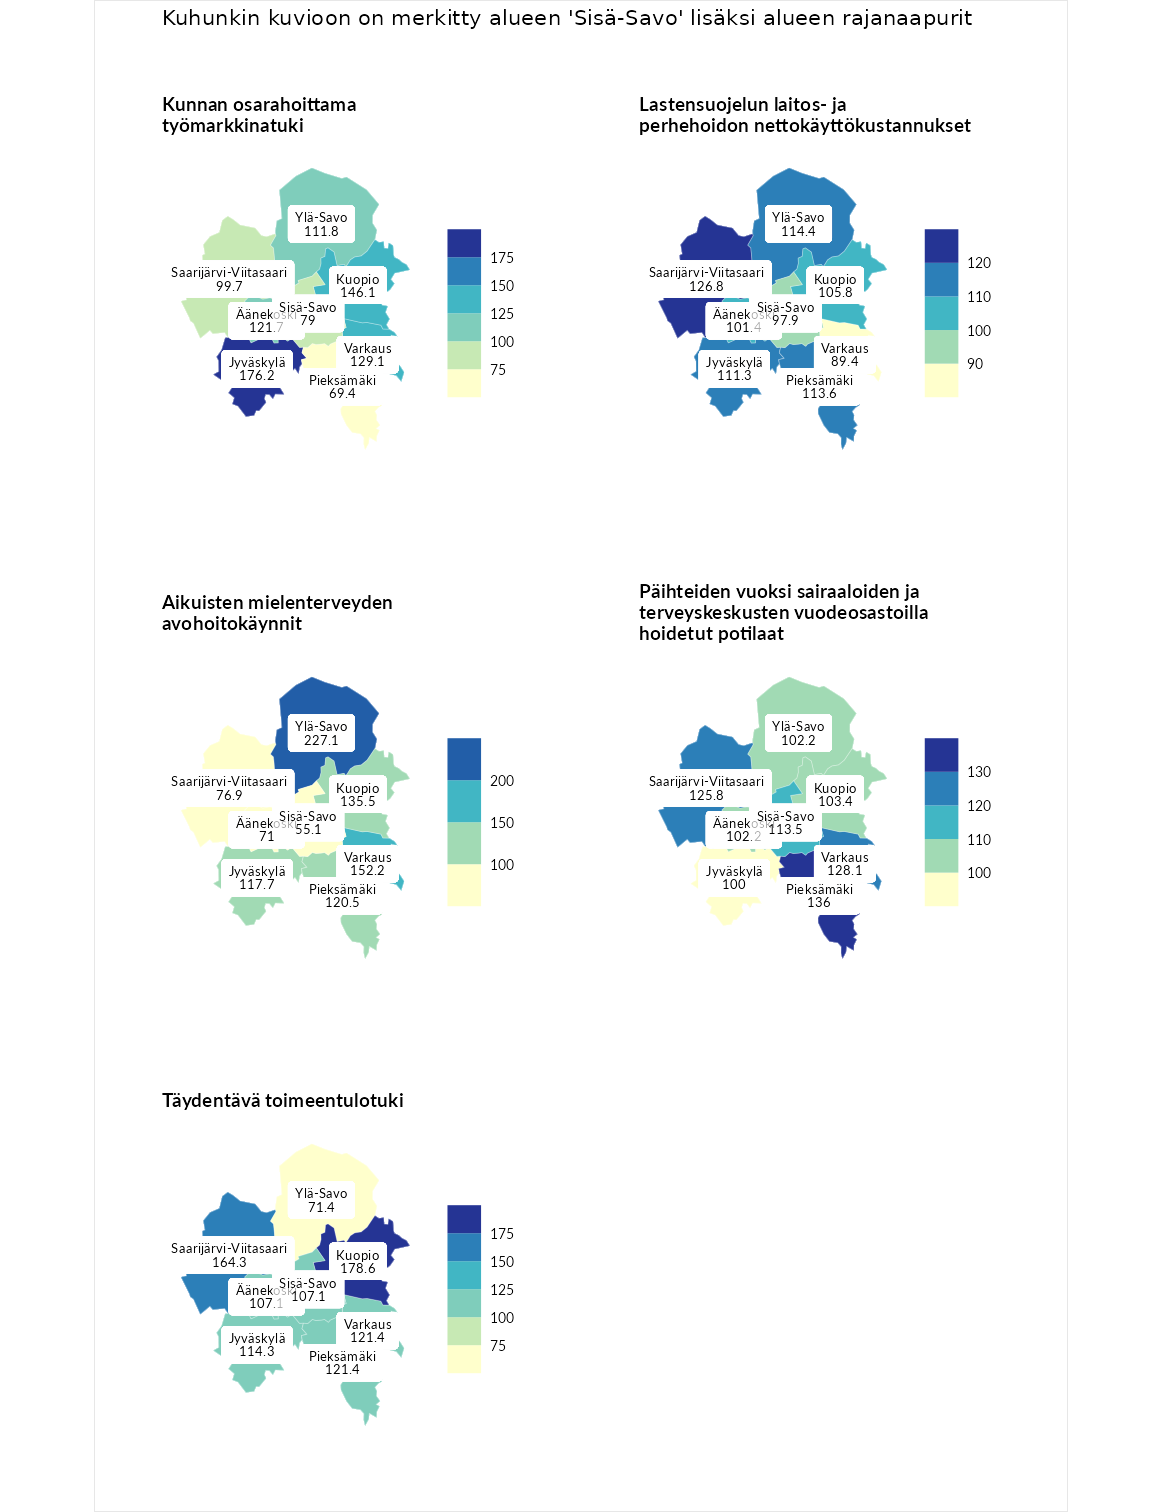 Kuhunkin kuvioon on merkitty alueen 'Sisä-Savo' lisäksi alueen rajanaapurit
Kunnan osarahoittama
työmarkkinatuki
Ylä-Savo
111.8
Saarijärvi-Viitasaari
99.7
Kuopio
146.1
Äänekoski
121.7
Sisä-Savo
79
Jyväskylä
176.2
Varkaus
129.1
Pieksämäki
69.4
175
150
125
100
75
Lastensuojelun laitos- ja
perhehoidon nettokäyttökustannukset
Ylä-Savo
114.4
Saarijärvi-Viitasaari
126.8
Kuopio
105.8
Äänekoski
101.4
Sisä-Savo
97.9
Jyväskylä
111.3
Varkaus
89.4
Pieksämäki
113.6
120
110
100
90
Aikuisten mielenterveyden
avohoitokäynnit
Ylä-Savo
227.1
Saarijärvi-Viitasaari
76.9
Kuopio
135.5
Äänekoski
71
Sisä-Savo
55.1
Jyväskylä
117.7
Varkaus
152.2
Pieksämäki
120.5
200
150
100
Päihteiden vuoksi sairaaloiden ja
terveyskeskusten vuodeosastoilla
hoidetut potilaat
Ylä-Savo
102.2
Saarijärvi-Viitasaari
125.8
Kuopio
103.4
Äänekoski
102.2
Sisä-Savo
113.5
Jyväskylä
100
Varkaus
128.1
Pieksämäki
136
130
120
110
100
Täydentävä toimeentulotuki
Ylä-Savo
71.4
Saarijärvi-Viitasaari
164.3
Kuopio
178.6
Äänekoski
107.1
Sisä-Savo
107.1
Jyväskylä
114.3
Varkaus
121.4
Pieksämäki
121.4
175
150
125
100
75